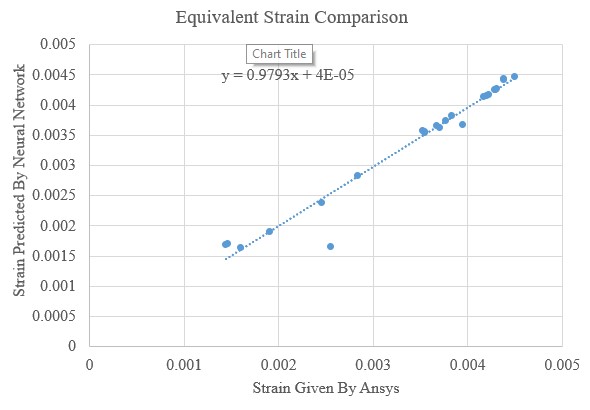 Equivalent Strain Comparison
Chart Title
y = 0.9793x + 4E-05
Strain Predicted By Neural Network
0.005
0.0045
0.004
0.0035
0.003
0.0025
0.002
0.0015
0.001
0.0005
0
0 0.001 0.002 0.003 0.004 0.005
Strain Given By Ansys